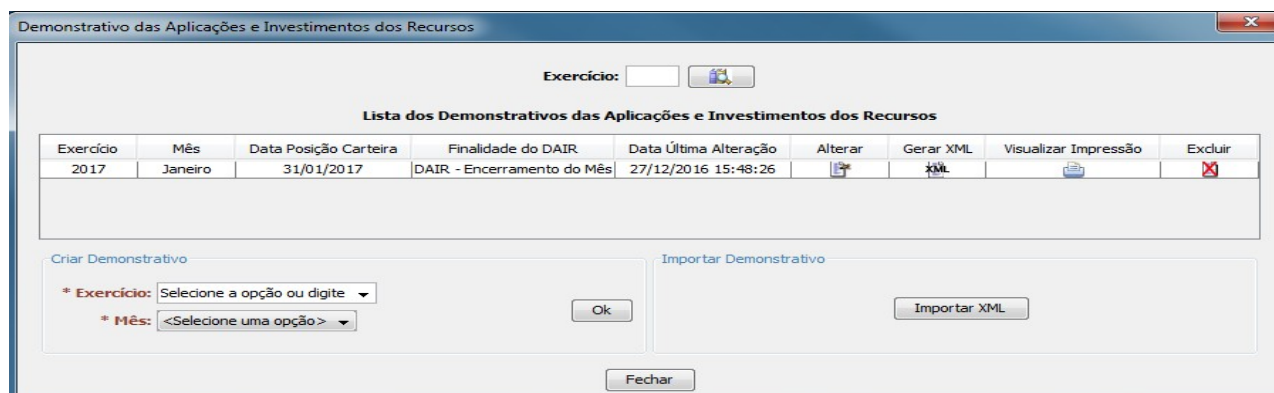 Demonstrativo das Aplicações e Investimentos dos Recursos
Exercício:
Lista dos Demonstrativos das Aplicações e Investimentos dos Recursos
Exercício Mês Data Posição Carteira Finalidade do DAIR Data Última Alteração Alterar Gerar XML Visualizar Impressão Excluir
2017 Janeiro 31/01/2017 DAIR - Encerramento do Mês 27/12/2016 15:48:26 XML
Criar Demonstrativo Importar Demonstrativo
* Exercício: Selecione a opção ou digite
Ok Importar XML
* Mês: <Selecione uma opção>
Fechar